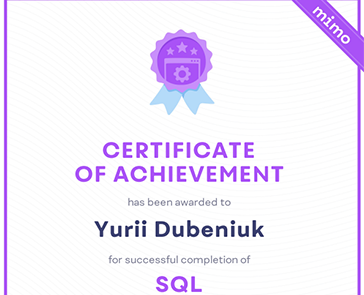 mimo
CERTIFICATE
OF ACHIEVEMENT
has been awarded to
Yurii Dubeniuk
for successful completion of
SQL